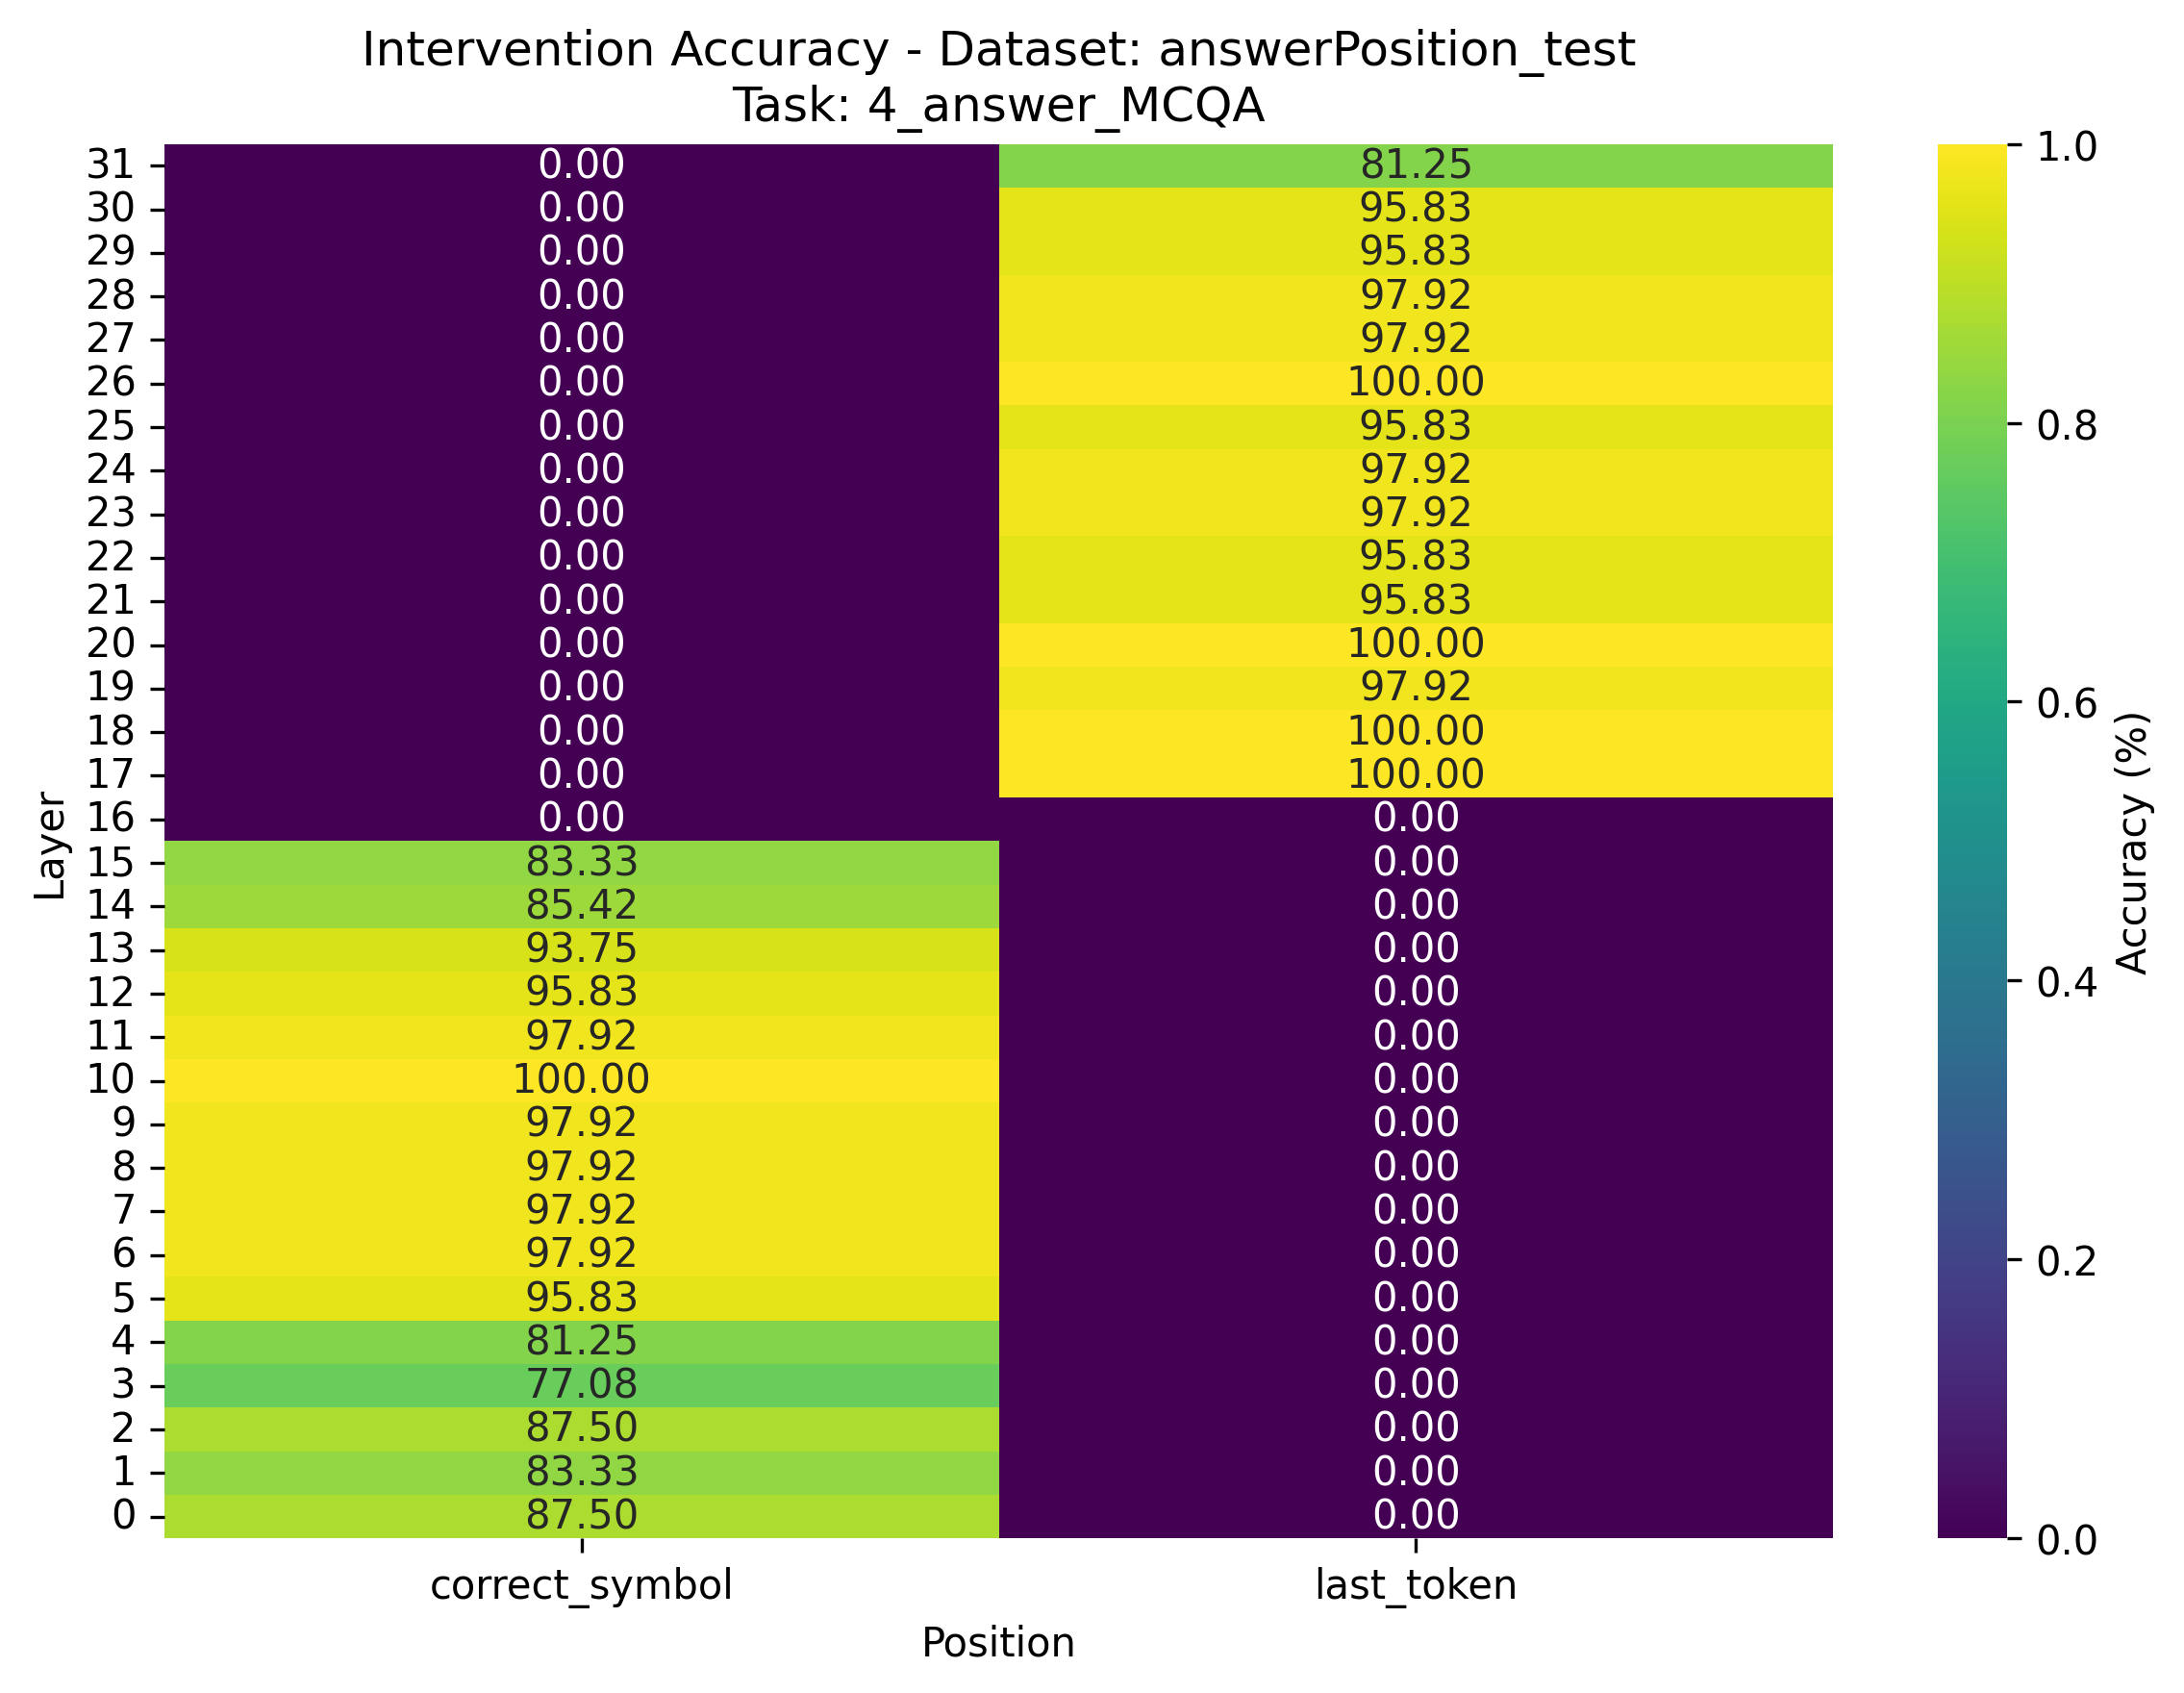 Intervention Accuracy - Dataset: answerPosition_test
Task: 4_answer_MCQA
31 0.00 81.25
30 0.00 95.83
29 0.00 95.83
28 0.00 97.92
27 0.00 97.92
26 0.00 100.00
25 0.00 95.83
24 0.00 97.92
23 0.00 97.92
22 0.00 95.83
21 0.00 95.83
20 0.00 100.00
19 0.00 97.92
18 0.00 100.00
17 0.00 100.00
16 0.00 0.00
15 83.33 0.00
14 85.42 0.00
13 93.75 0.00
12 95.83 0.00
11 97.92 0.00
10 100.00 0.00
9 97.92 0.00
8 97.92 0.00
7 97.92 0.00
6 97.92 0.00
5 95.83 0.00
4 81.25 0.00
3 77.08 0.00
2 87.50 0.00
1 83.33 0.00
0 87.50 0.00
correct_symbol last_token
Position
Layer
1.0
0.8
0.6
0.4
0.2
0.0
Accuracy (%)